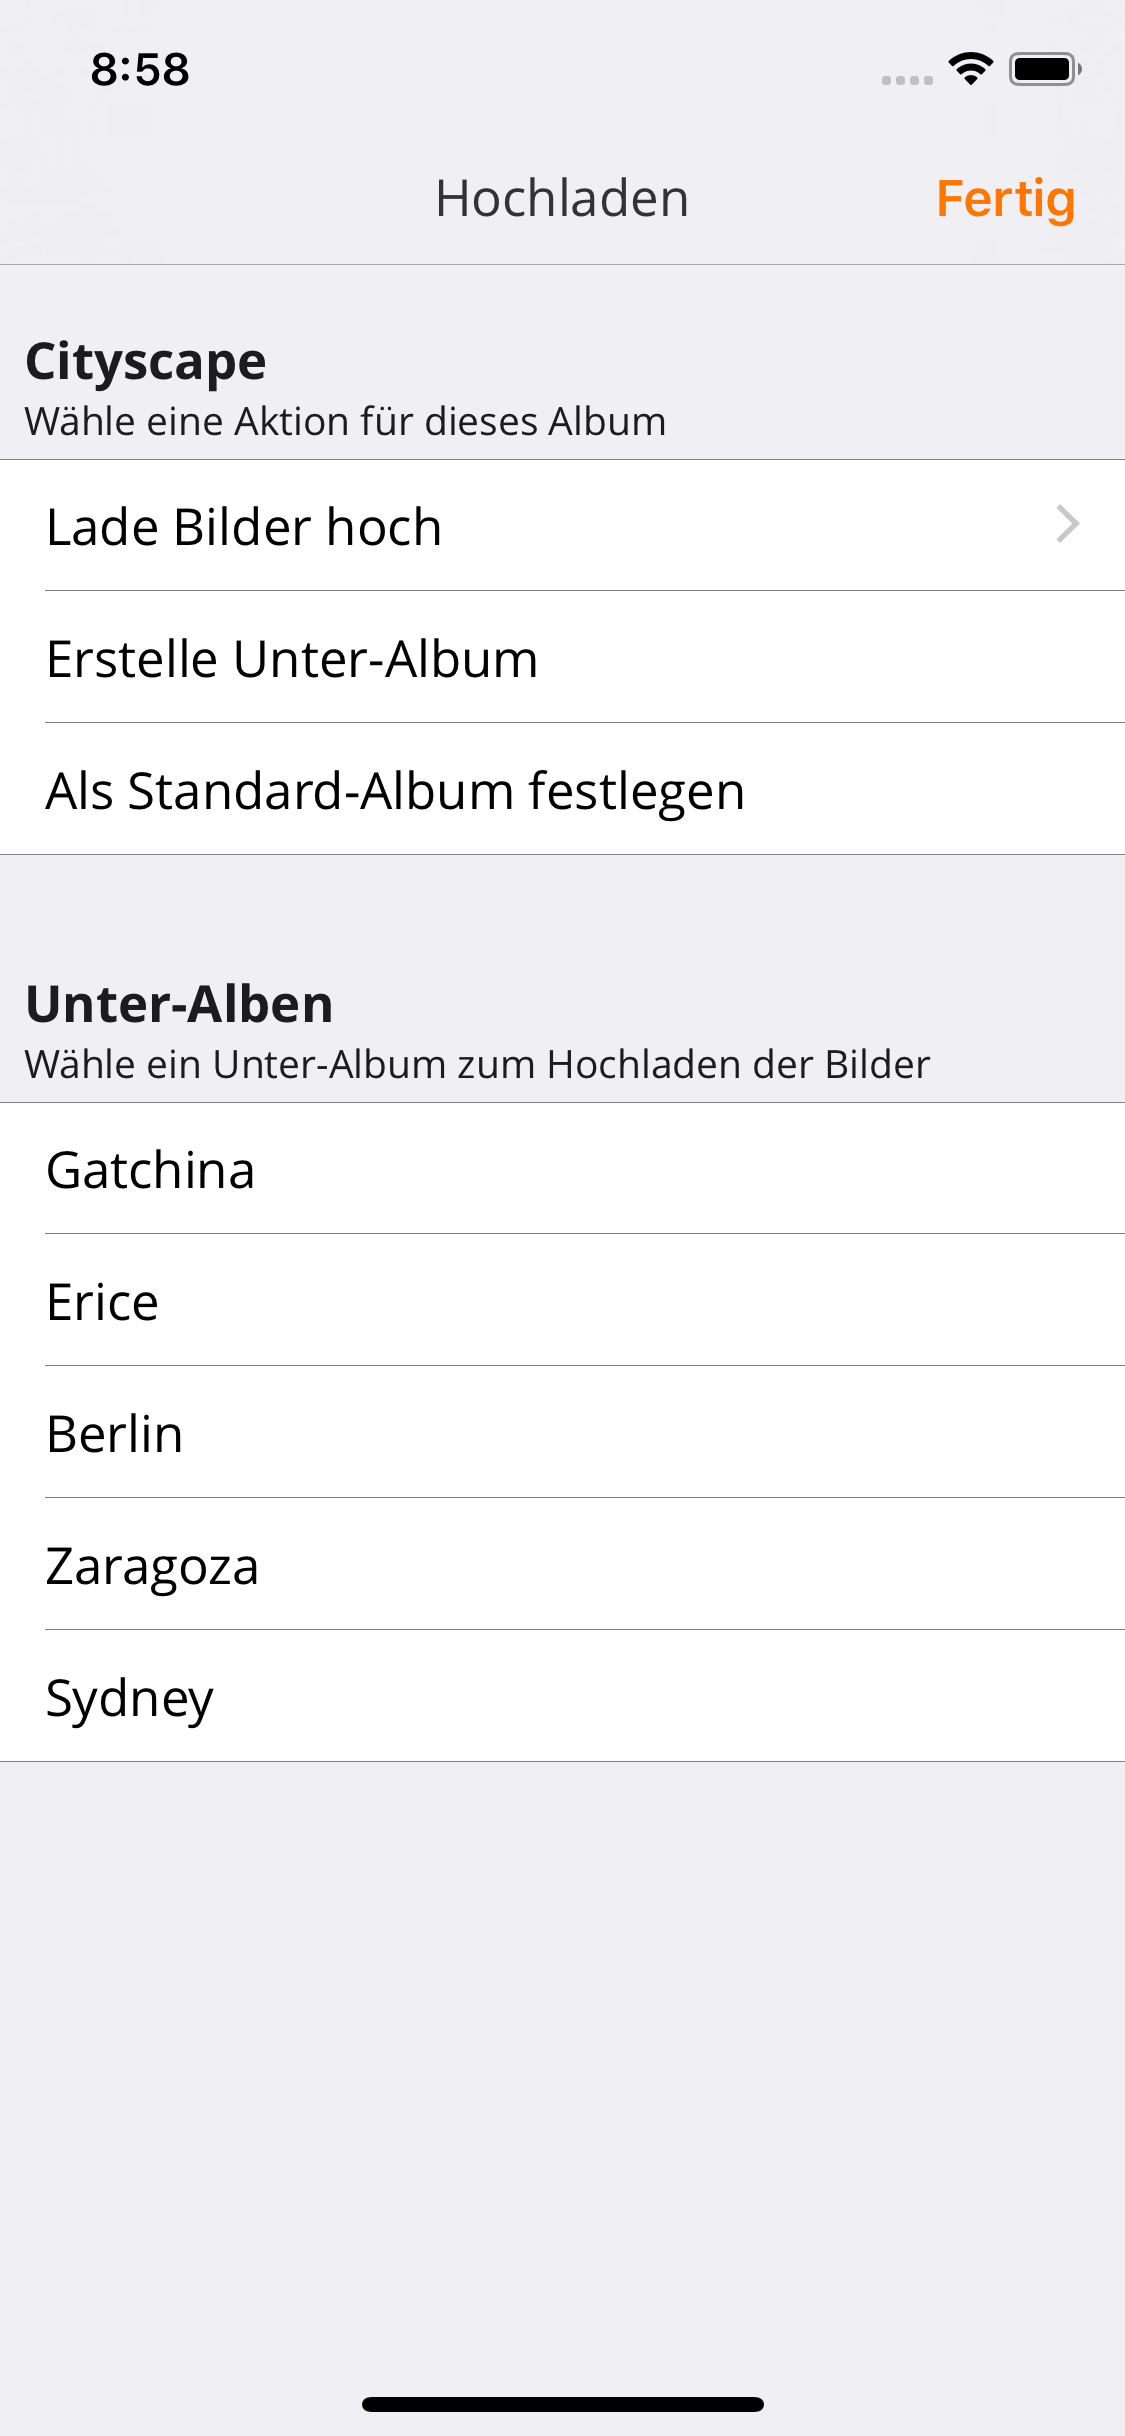 8:58
Hochladen
Fertig
Cityscape
Wähle eine Aktion für dieses Album
Lade Bilder hoch
Erstelle Unter-Album
Als Standard-Album festlegen
Unter-Alben
Wähle ein Unter-Album zum Hochladen der Bilder
Gatchina
Erice
Berlin
Zaragoza
Sydney